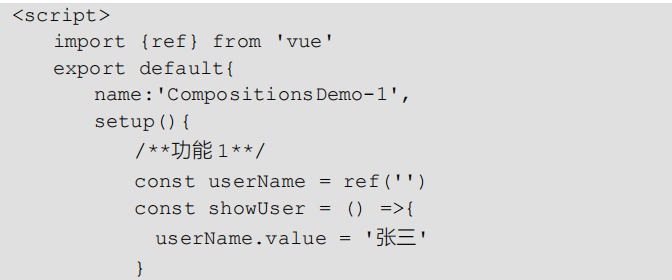 <script>
import {ref} from 'vue'
export default{
name:'CompositionsDemo-1',
setup(){
/**功能 1**/
const userName = ref('')
const showUser = () =>{
userName.value = '张三'
}